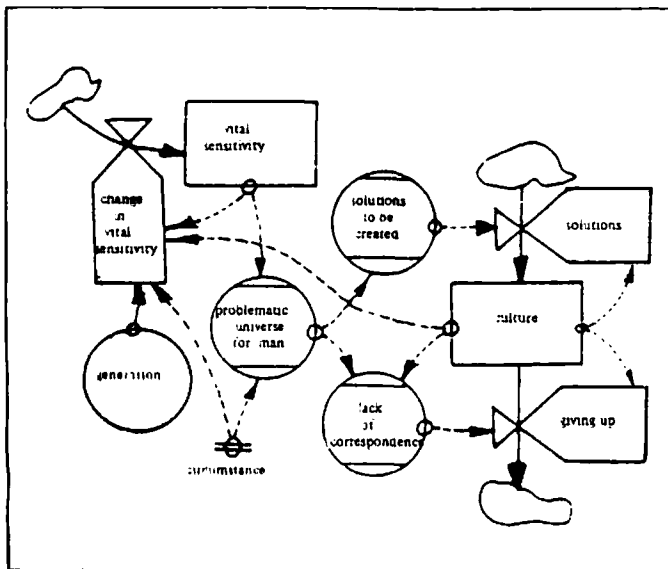 vital
sensitivity
change
in
vital
sensitivity
solutions
to be
created
solutions
problematic
universe
for man
culture
generation
lack
of
correspondence
giving up
circumstance